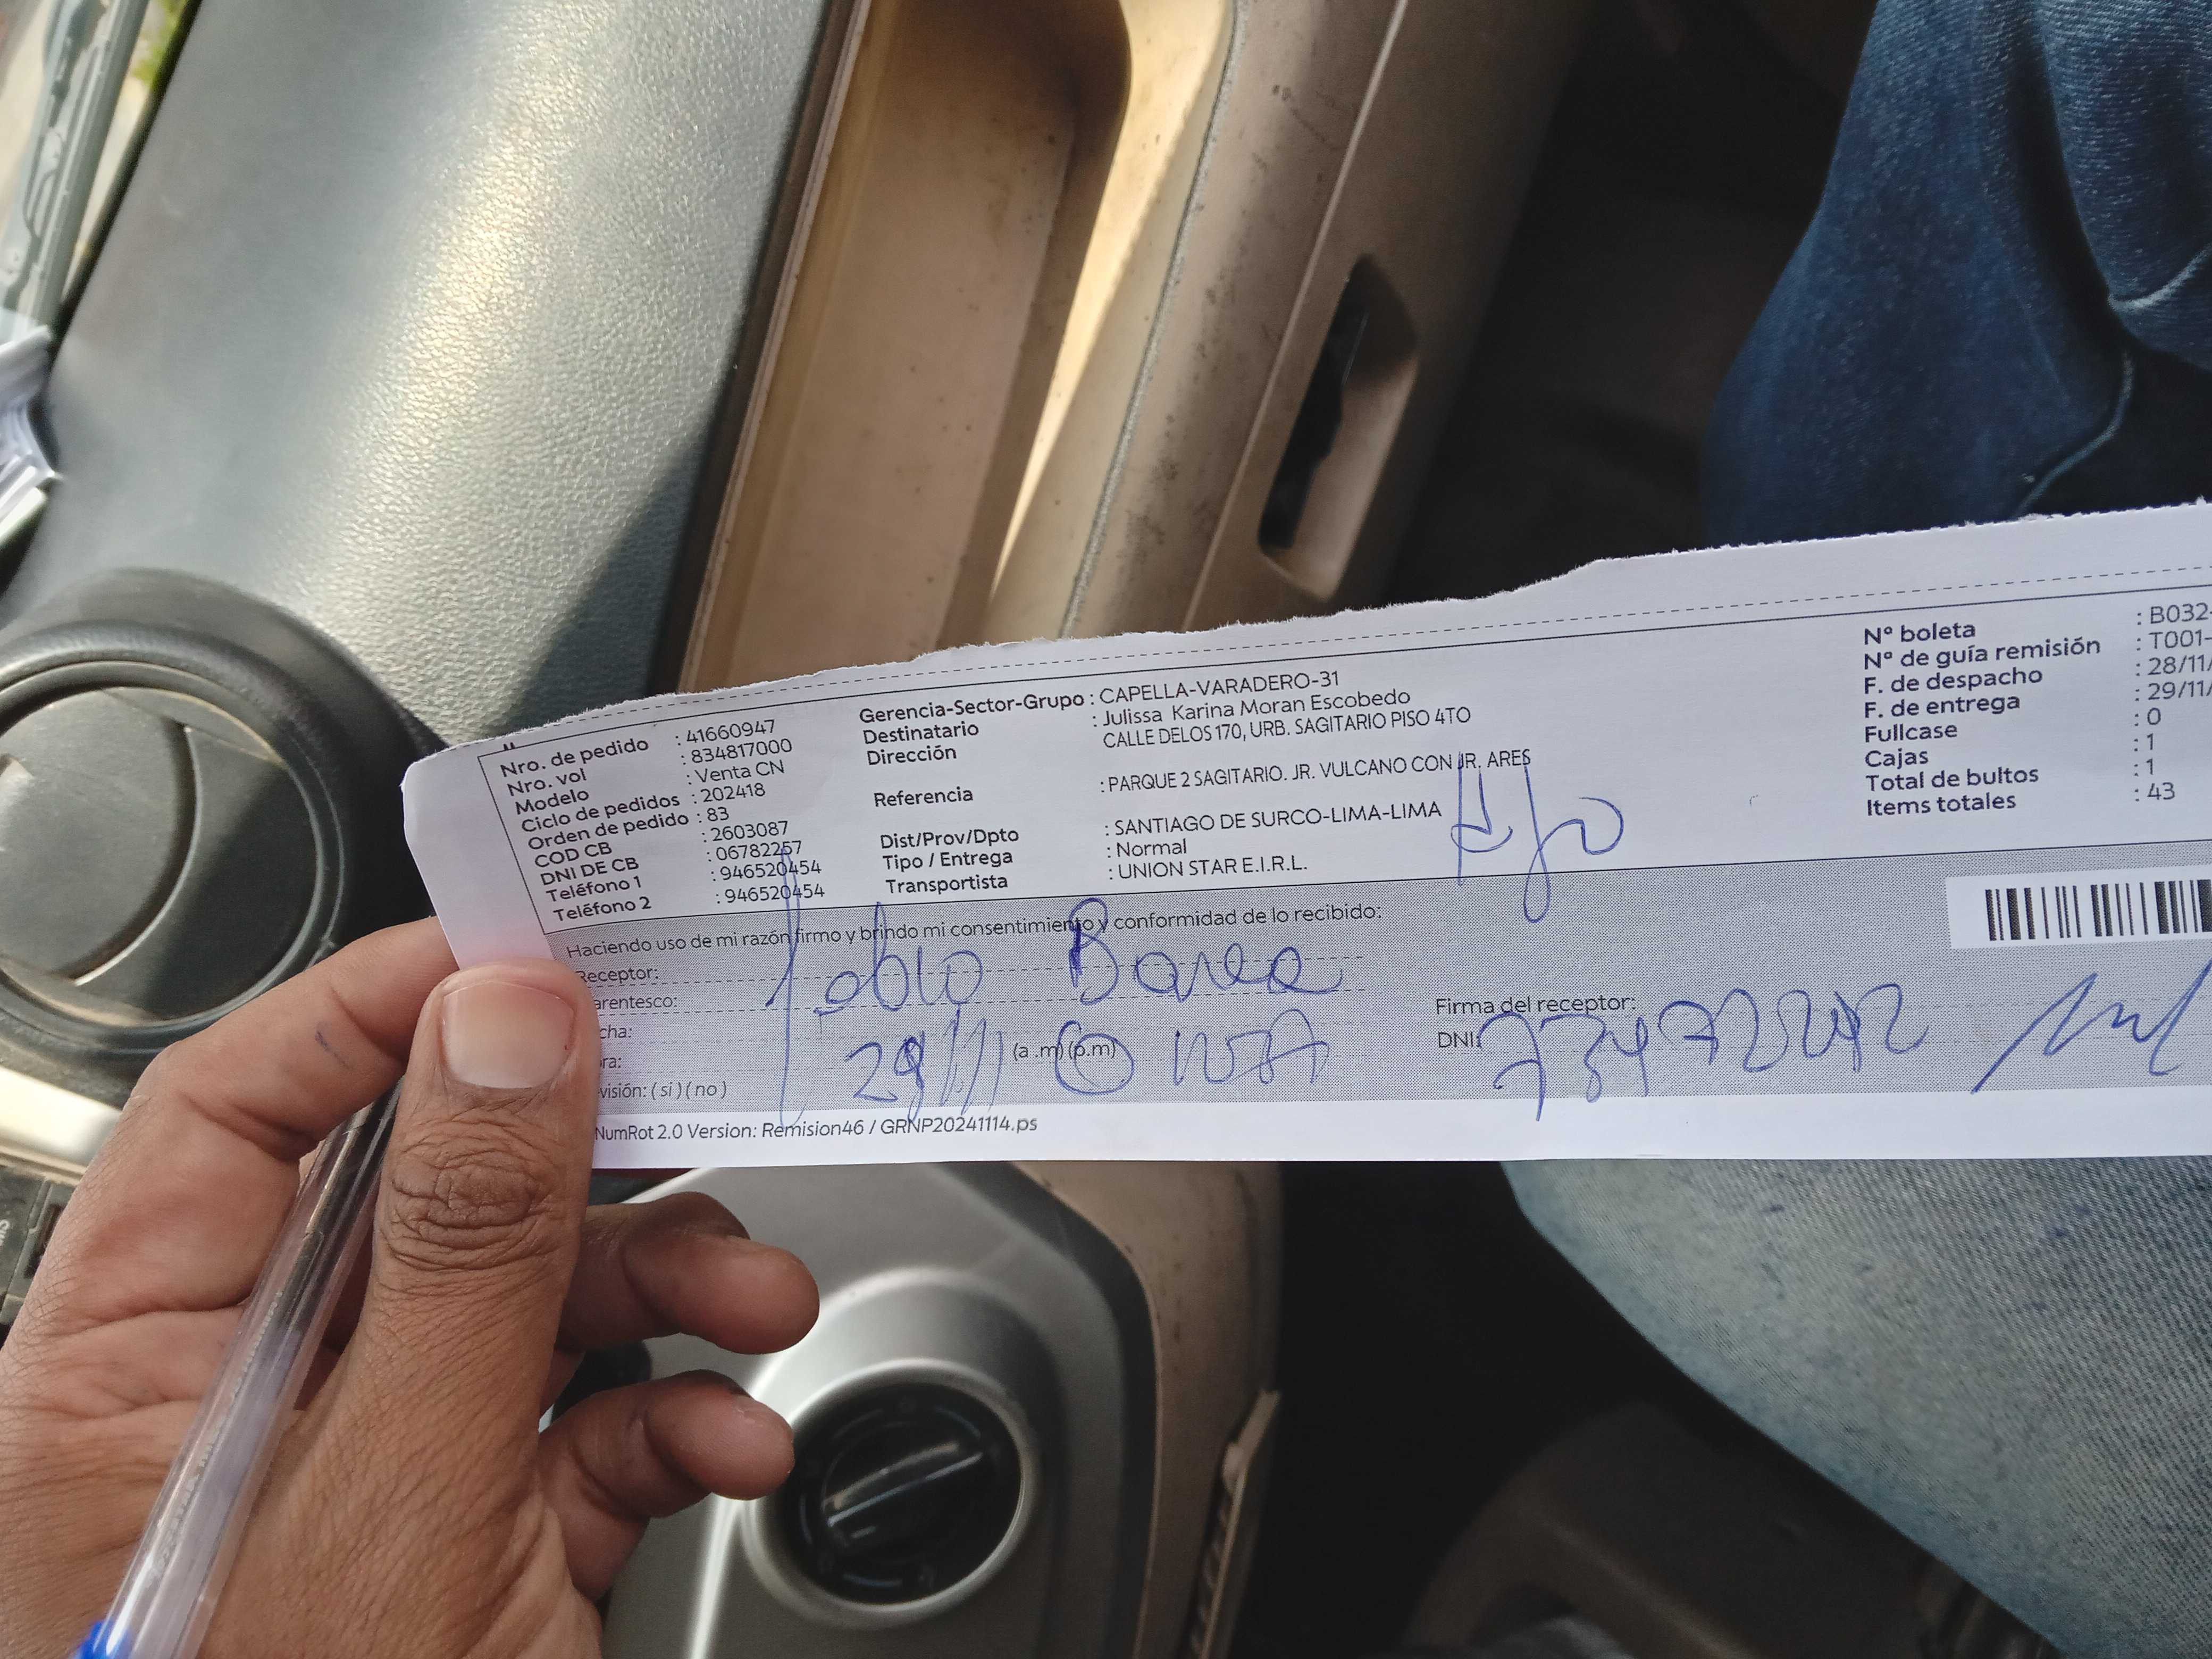 Nro. de pedido : 41660947
Nro. vol : 834817000
Modelo : Venta CN
Ciclo de pedidos : 202418
Orden de pedido : 83
COD CB : 2603087
DNI DE CB : 06782257
Teléfono 1 : 946520454
Teléfono 2 : 946520454
Gerencia-Sector-Grupo : CAPELLA-VARADERO-31
Destinatario : Julissa Karina Moran Escobedo
Dirección CALLE DELOS 170, URB. SAGITARIO PISO 4TO
Referencia : PARQUE 2 SAGITARIO. JR. VULCANO CON JR. ARES
Dist/Prov/Dpto : SANTIAGO DE SURCO-LIMA-LIMA
Tipo / Entrega : Normal
Transportista : UNION STAR E.I.R.L.
Nº boleta : B032-
Nº de guía remisión : T001-
F. de despacho : 28/11/
F. de entrega : 29/11/
Fullcase : 0
Cajas : 1
Total de bultos : 1
Items totales : 43
Haciendo uso de mi razón firmo y brindo mi consentimiento y conformidad de lo recibido:
Receptor:
arentesco:
cha: 29/11
ra: (a .m) (p.m)
visión: ( si ) ( no )
Firma del receptor:
DNI:
NumRot 2.0 Version: Remision46 / GRNP20241114.ps